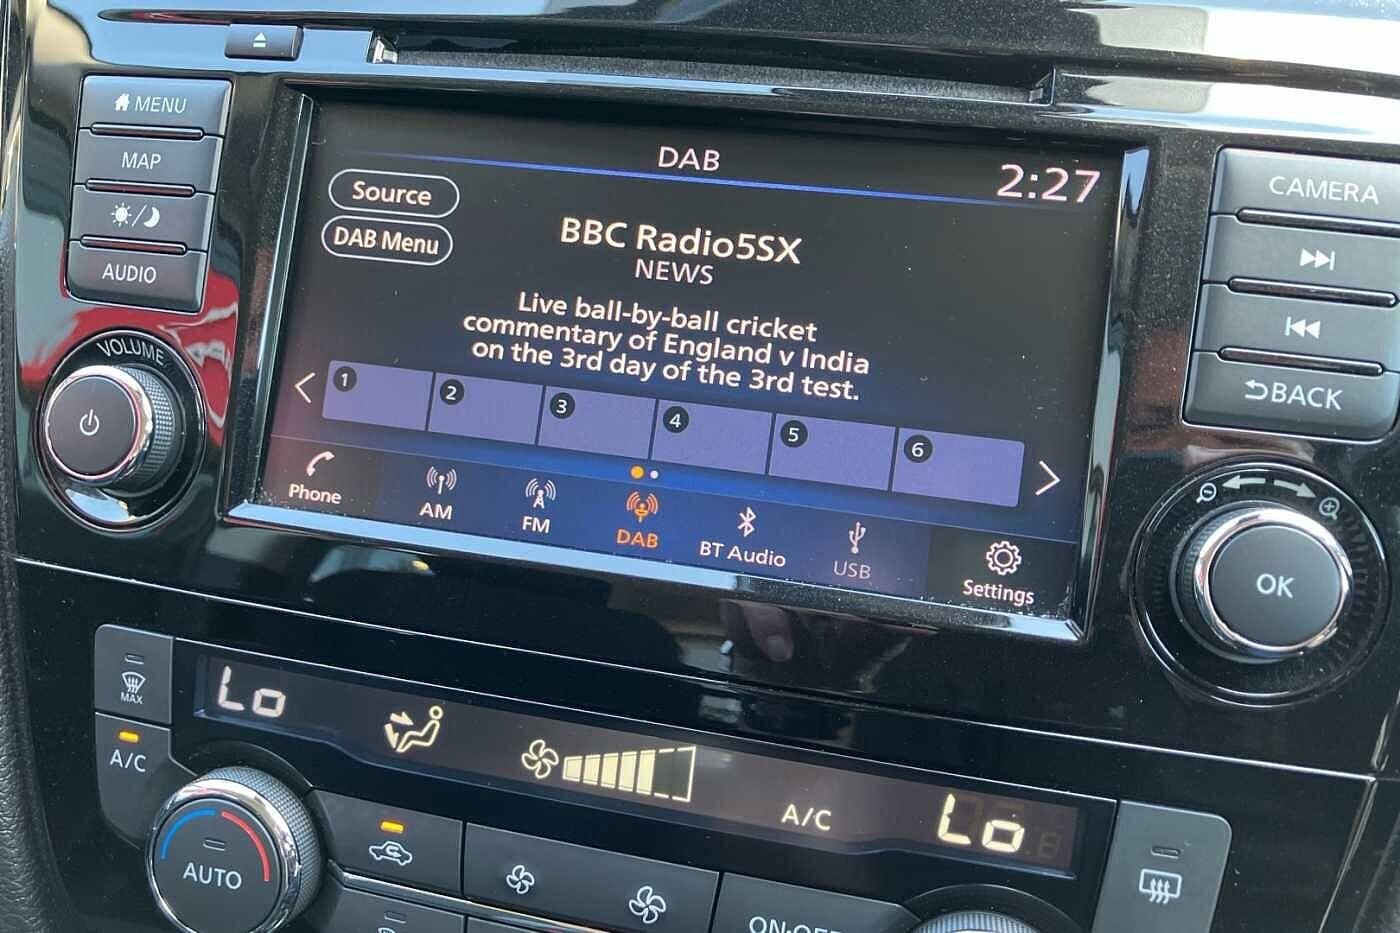 MENU
MAP
AUDIO
VOLUME
DAB
2:27
Source
DAB Menu
BBC Radio5SX
NEWS
Live ball-by-ball cricket
commentary of England v India
on the 3rd day of the 3rd test.
1 2 3 4 5 6
Phone
AM
FM
DAB
BT Audio
USB
Settings
CAMERA
BACK
OK
MAX
A/C
Lo
A/C
Lo
AUTO
ON·OFF